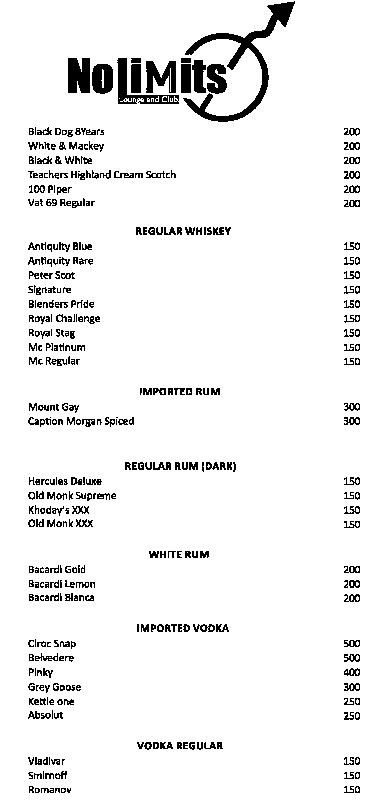 NoLiMits
Lounge and Club
Black Dog 8Years 200
White & Mackey 200
Black & White 200
Teachers Highland Cream Scotch 200
100 Piper 200
Vat 69 Regular 200
REGULAR WHISKEY
Antiquity Blue 150
Antiquity Rare 150
Peter Scot 150
Signature 150
Blenders Pride 150
Royal Challenge 150
Royal Stag 150
Mc Platinum 150
Mc Regular 150
IMPORTED RUM
Mount Gay 300
Caption Morgan Spiced 300
REGULAR RUM (DARK)
Hercules Deluxe 150
Old Monk Supreme 150
Khoday's XXX 150
Old Monk XXX 150
WHITE RUM
Bacardi Gold 200
Bacardi Lemon 200
Bacardi Blanca 200
IMPORTED VODKA
Ciroc Snap 500
Belvedere 500
Pinky 400
Grey Goose 300
Kettle one 250
Absolut 250
VODKA REGULAR
Vladivar 150
Smirnoff 150
Romanov 150